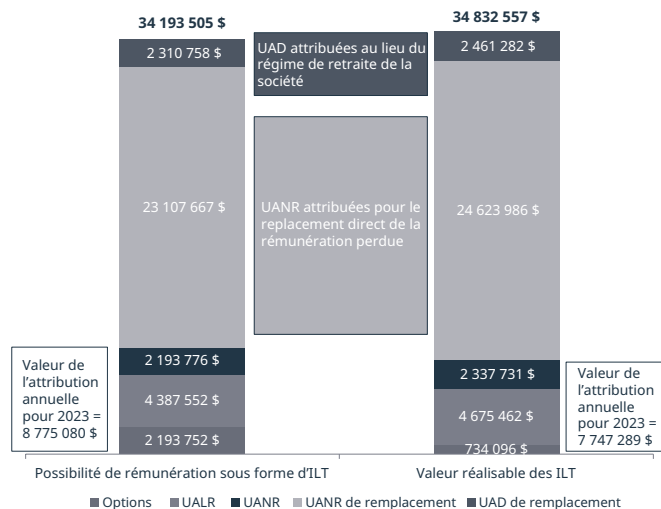 34 193 505 $
34 832 557 $
2 310 758 $
UAD attribuées au lieu du
régime de retraite de la
société
2 461 282 $
23 107 667 $
UANR attribuées pour le
replacement direct de la
rémunération perdue
24 623 986 $
Valeur de
l’attribution
annuelle
pour 2023 =
8 775 080 $
2 193 776 $
4 387 552 $
2 193 752 $
2 337 731 $
4 675 462 $
734 096 $
Valeur de
l’attribution
annuelle
pour 2023 =
7 747 289 $
Possibilité de rémunération sous forme d’ILT
Valeur réalisable des ILT
Options UALR UANR UANR de remplacement UAD de remplacement